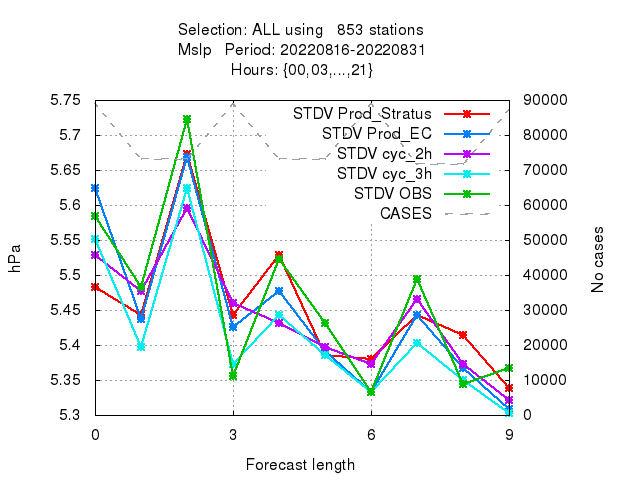 Selection: ALL using   853 stations
Mslp   Period: 20220816-20220831
Hours: {00,03,...,21}
5.75
5.7
5.65
5.6
5.55
5.5
5.45
5.4
5.35
5.3
hPa
STDV Prod_Stratus
STDV Prod_EC
STDV cyc_2h
STDV cyc_3h
STDV OBS
CASES
90000
80000
70000
60000
50000
40000
30000
20000
10000
0
No cases
0 3 6 9
Forecast length